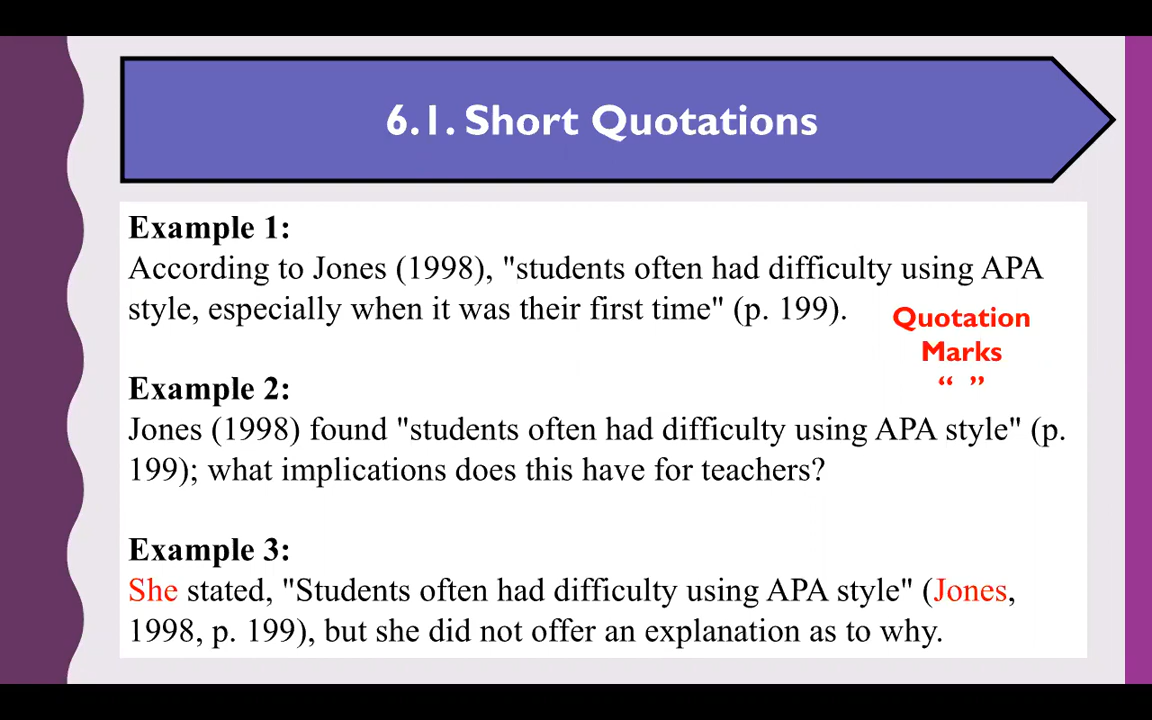 6.1. Short Quotations
Example 1:
According to Jones (1998), "students often had difficulty using APA
style, especially when it was their first time" (p. 199).
Quotation
Marks
“ ”
Example 2:
Jones (1998) found "students often had difficulty using APA style" (p.
199); what implications does this have for teachers?
Example 3:
She stated, "Students often had difficulty using APA style" (Jones,
1998, p. 199), but she did not offer an explanation as to why.